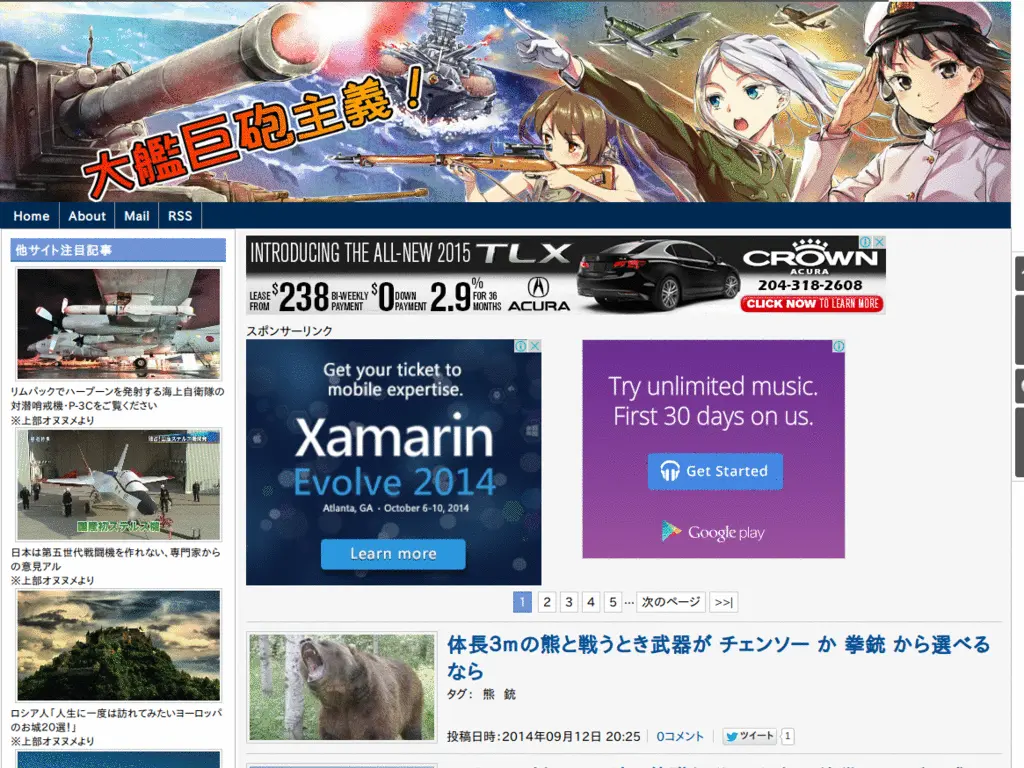 大艦巨砲主義！
Home About Mail RSS
他サイト注目記事
リムパックでハープーンを発射する海上自衛隊の
対潜哨戒機・P-3Cをご覧ください
※上部オヌヌメより
国産初ステルス機
日本は第五世代戦闘機を作れない、専門家から
の意見アル
※上部オヌヌメより
ロシア人「人生に一度は訪れてみたいヨーロッパ
のお城20選！」
※上部オヌヌメより
INTRODUCING THE ALL-NEW 2015 TLX
LEASE FROM $238 BI-WEEKLY PAYMENT $0 DOWN PAYMENT 2.9% FOR 36 MONTHS
ACURA
CROWN
ACURA
204-318-2608
CLICK NOW TO LEARN MORE
スポンサーリンク
Get your ticket to
mobile expertise.
Xamarin
Evolve 2014
Atlanta, GA • October 6-10, 2014
Learn more
Try unlimited music.
First 30 days on us.
Get Started
Google play
1 2 3 4 5 … 次のページ >>|
体長3mの熊と戦うとき武器が チェンソー か 拳銃 から選べる
なら
タグ： 熊 銃
投稿日時：2014年09月12日 20:25 0コメント ツイート 1